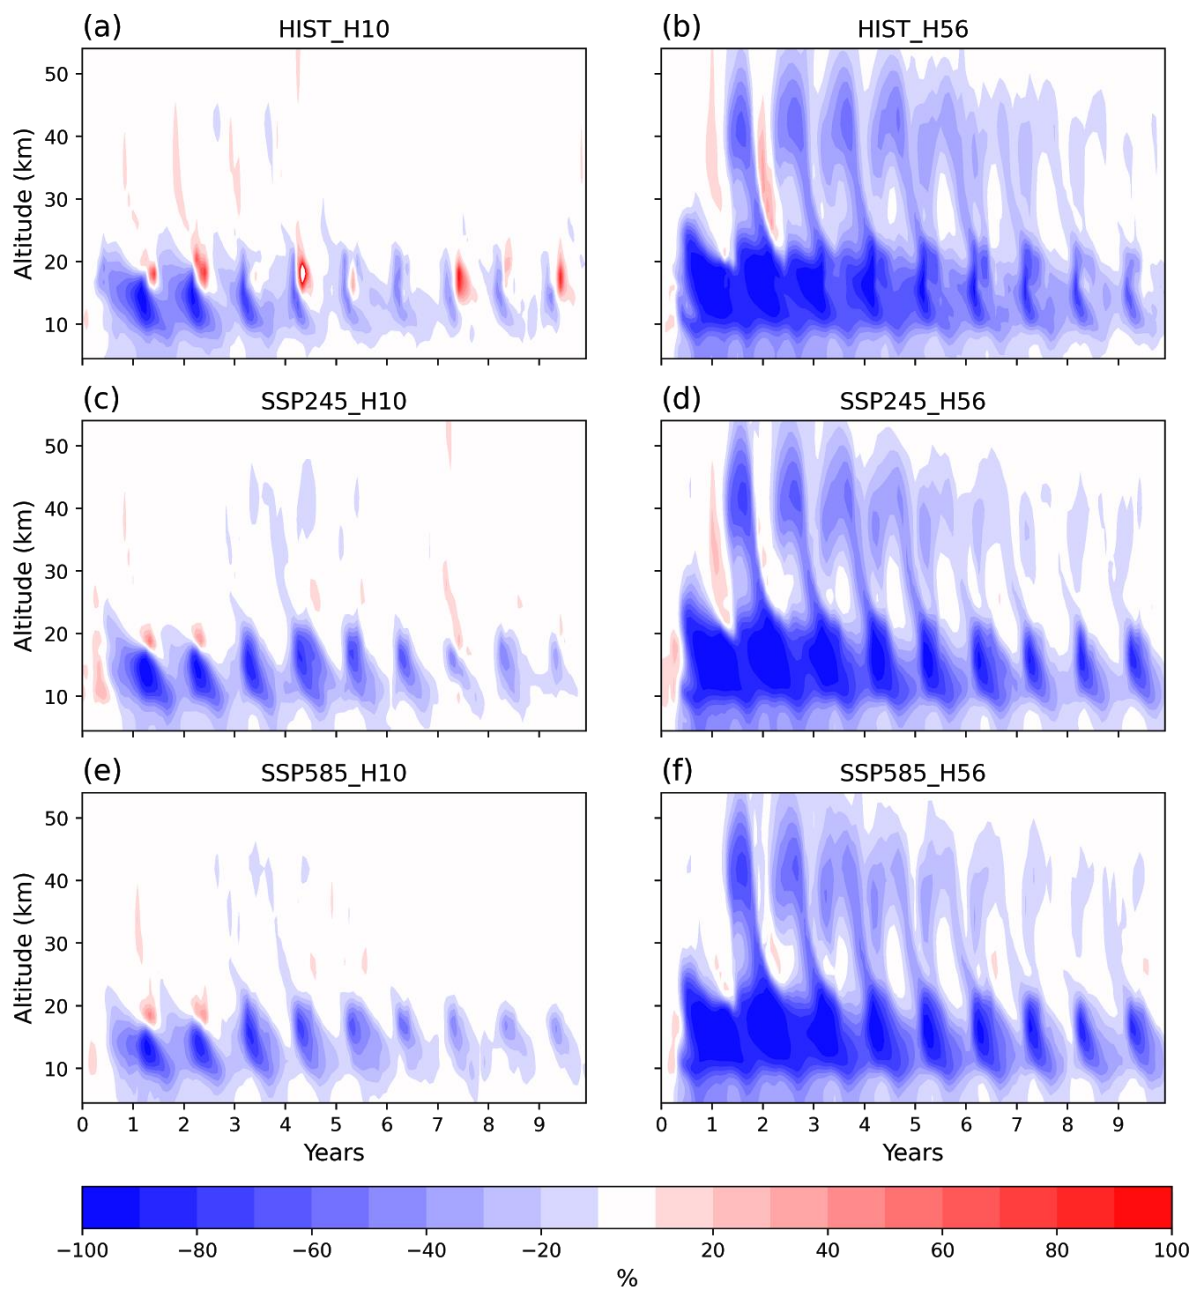 (a) HIST_H10
(b) HIST_H56
Altitude (km)
50
40
30
20
10
(c) SSP245_H10
(d) SSP245_H56
Altitude (km)
50
40
30
20
10
(e) SSP585_H10
(f) SSP585_H56
Altitude (km)
50
40
30
20
10
0 1 2 3 4 5 6 7 8 9
Years
0 1 2 3 4 5 6 7 8 9
Years
−100 −80 −60 −40 −20 20 40 60 80 100
%